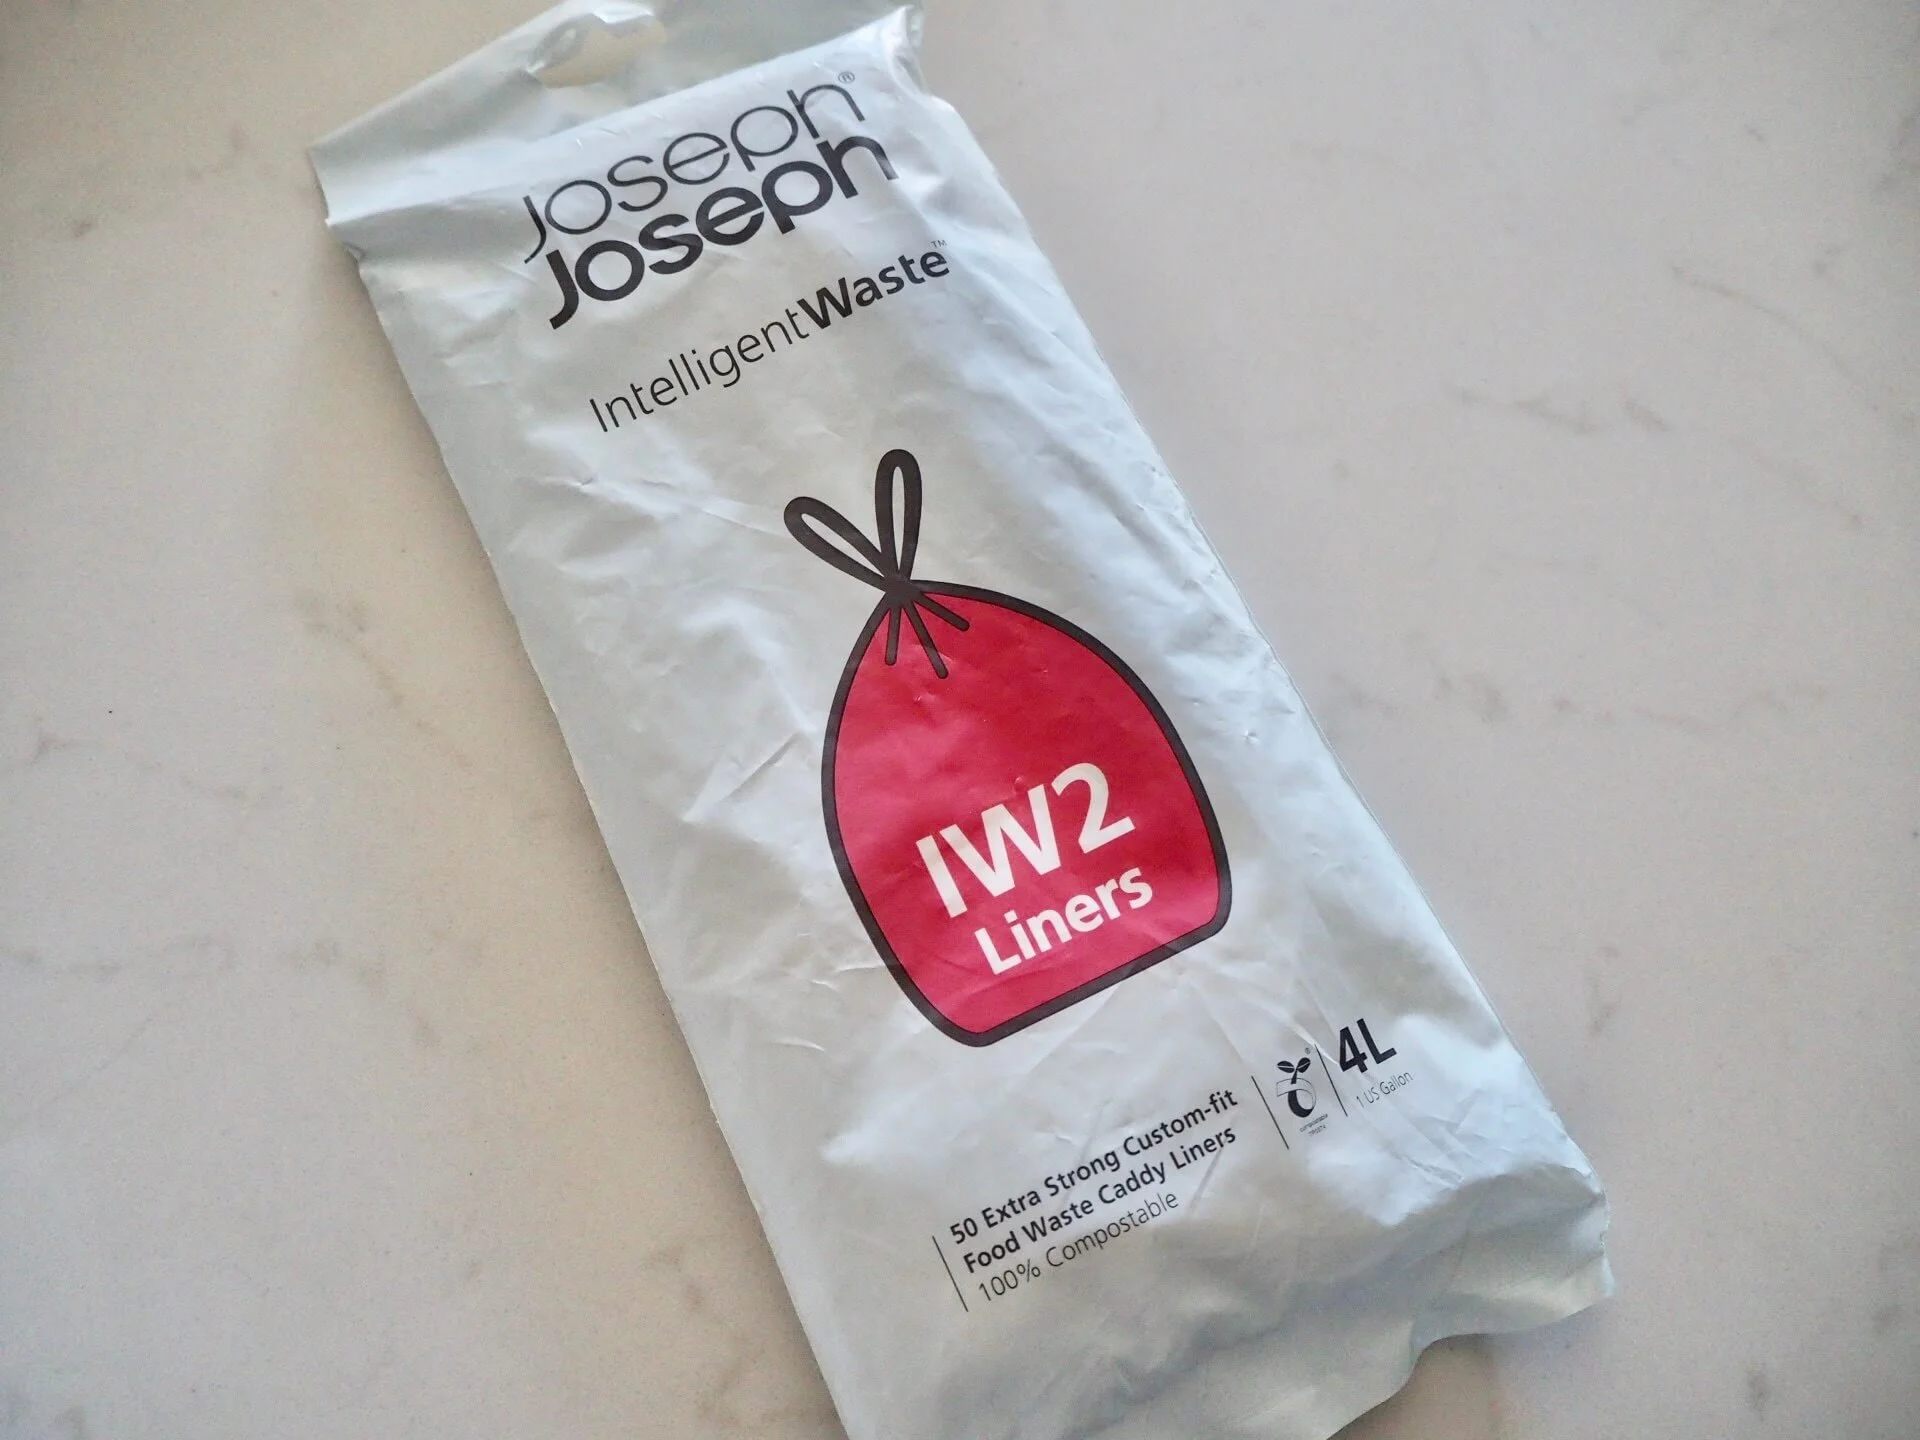 Joseph®
Joseph
IntelligentWaste™
IW2
Liners
50 Extra Strong Custom-fit
Food Waste Caddy Liners
100% Compostable
4L
1 US Gallon